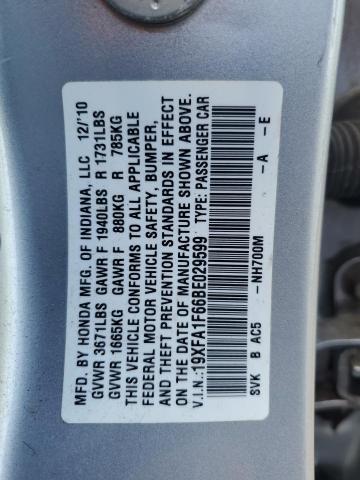 MFD. BY HONDA MFG. OF INDIANA, LLC 12/'10
GVWR 3671LBS GAWR F 1940LBS R 1731LBS
GVWR 1665KG GAWR F 880KG R 785KG
THIS VEHICLE CONFORMS TO ALL APPLICABLE
FEDERAL MOTOR VEHICLE SAFETY, BUMPER,
AND THEFT PREVENTION STANDARDS IN EFFECT
ON THE DATE OF MANUFACTURE SHOWN ABOVE.
V.I.N.:19XFA1F66BE029599 TYPE: PASSENGER CAR
SVK B AC5 -NH700M -A -E